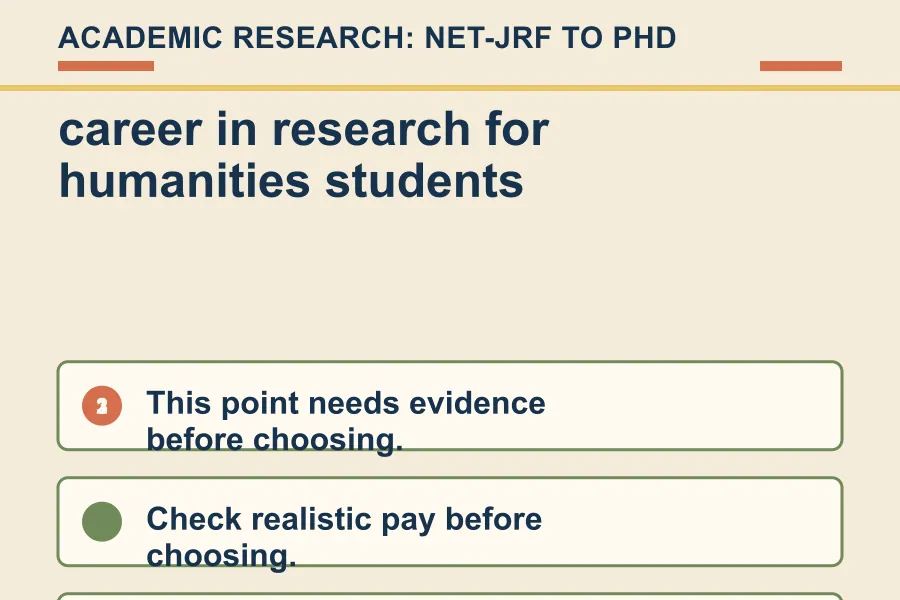 ACADEMIC RESEARCH: NET-JRF TO PHD
career in research for
humanities students
This point needs evidence
before choosing.
Check realistic pay before
choosing.